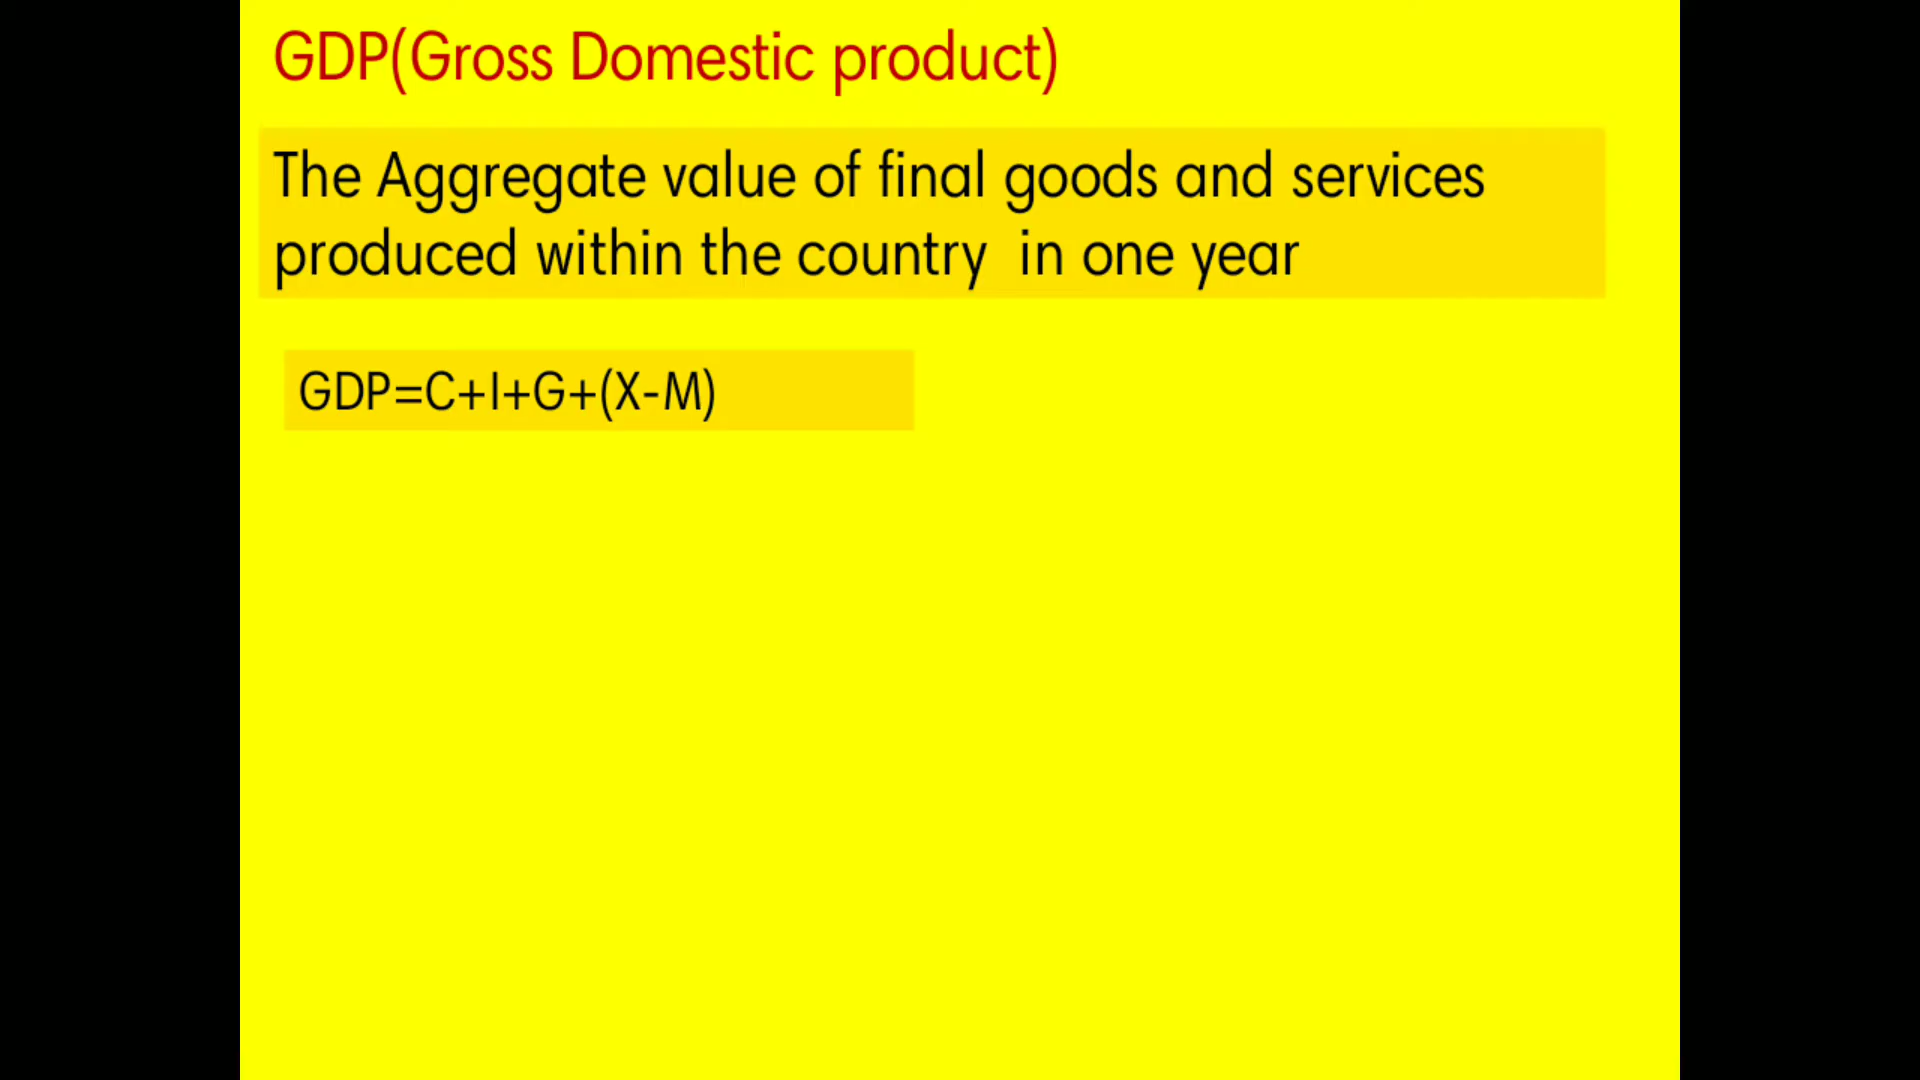 GDP(Gross Domestic product)
The Aggregate value of final goods and services
produced within the country  in one year
GDP=C+I+G+(X-M)